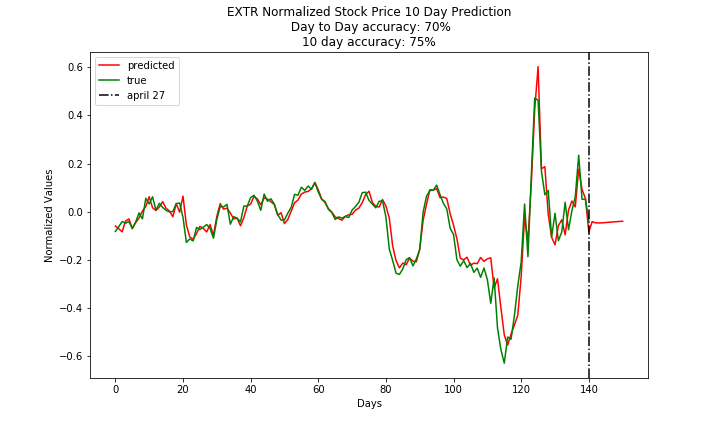 EXTR Normalized Stock Price 10 Day Prediction
Day to Day accuracy: 70%
10 day accuracy: 75%
predicted
true
april 27
Normalized Values
0.6
0.4
0.2
0.0
−0.2
−0.4
−0.6
0 20 40 60 80 100 120 140
Days